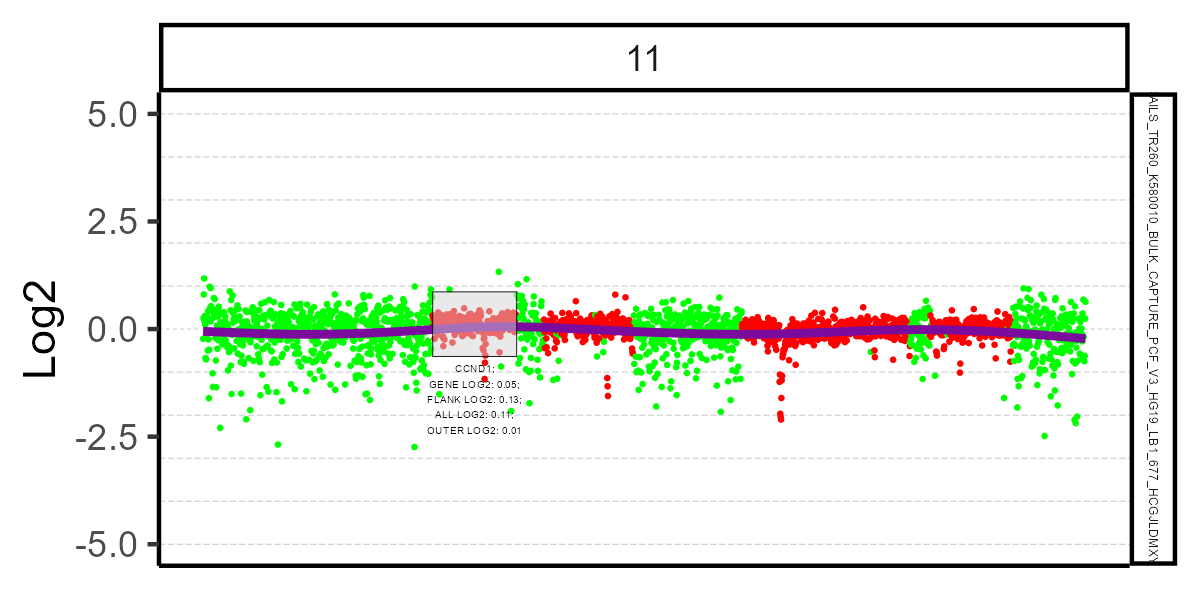 11
5.0
2.5
0.0
-2.5
-5.0
Log2
CCND1;
GENE LOG2: 0.05;
FLANK LOG2: 0.13;
ALL LOG2: 0.11;
OUTER LOG2: 0.01
AILS_TR260_K580010_BULK_CAPTURE_PCF_V3_HG19_LB1_677_HCGJLDMXY